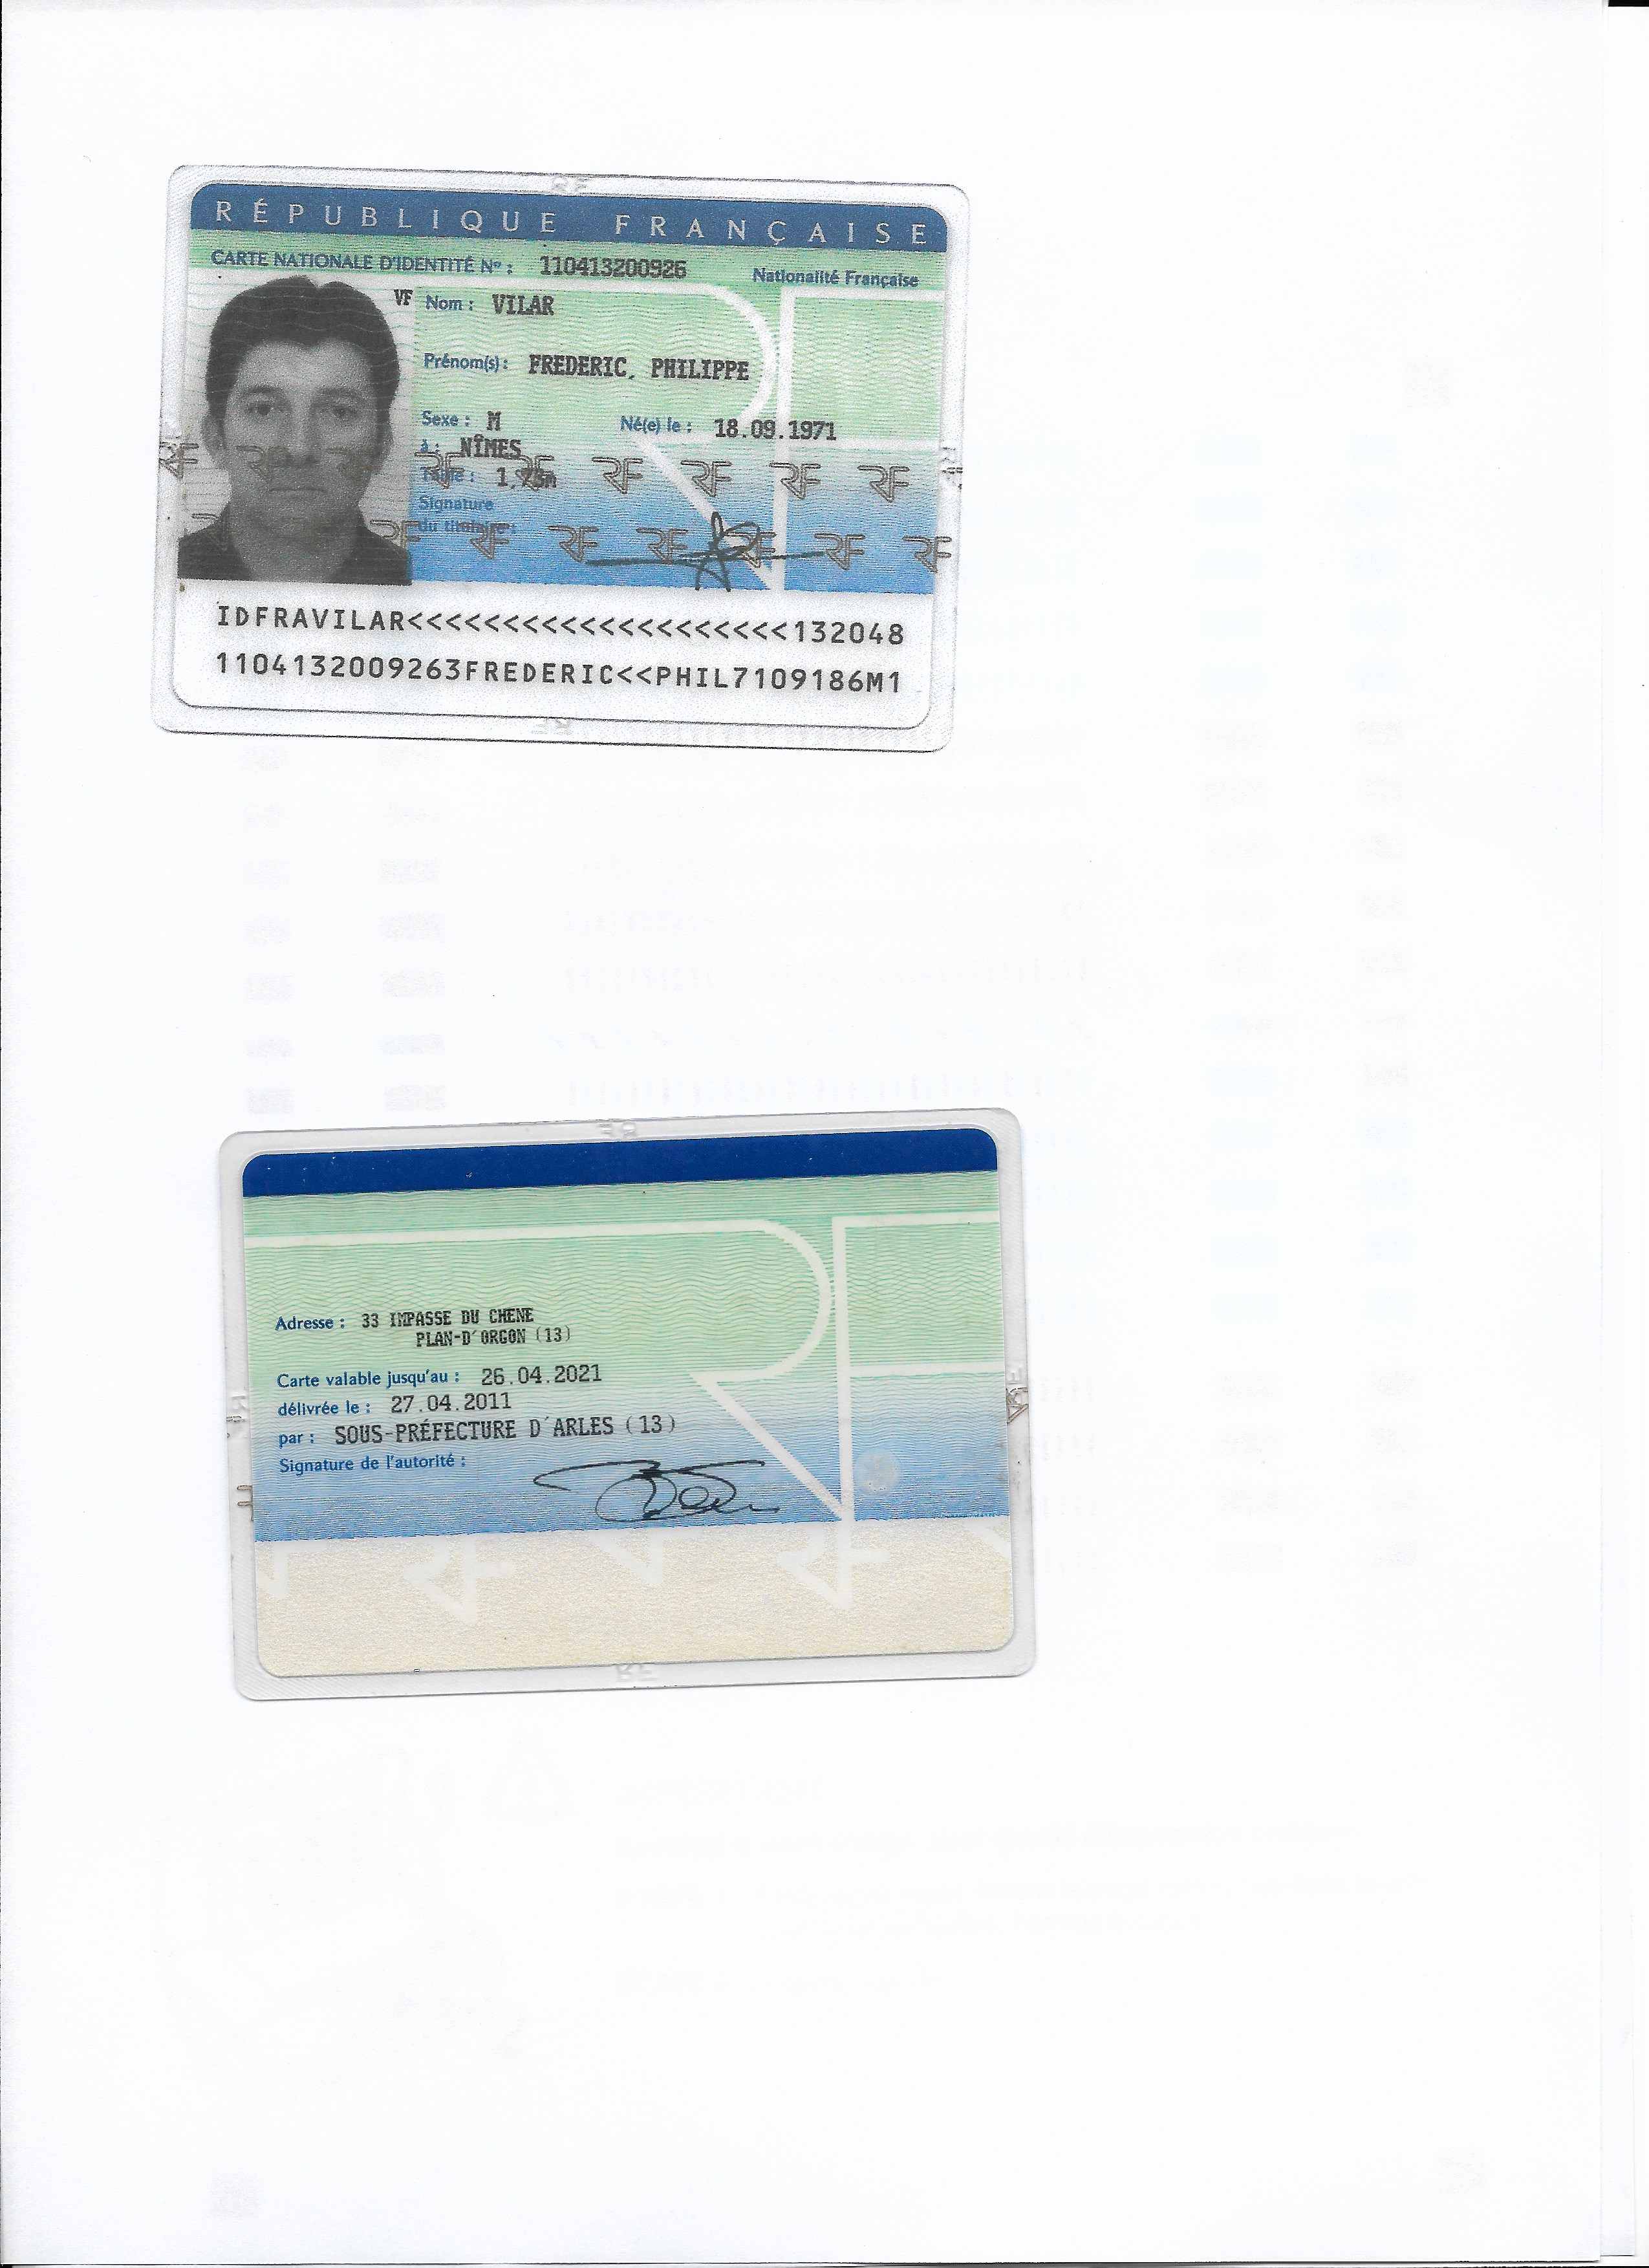 RÉPUBLIQUE FRANÇAISE
CARTE NATIONALE D'IDENTITÉ Nº : 110413200926 Nationalité Française
VF Nom : VILAR
Prénom(s) : FREDERIC, PHILIPPE
Sexe : M Né(e) le : 18.09.1971
à : NÎMES
Taille :
Signature
du titulaire :
IDFRAVILAR<<<<<<<<<<<<<<<<<<<<132048
1104132009263FREDERIC<<PHIL7109186M1
Adresse : 33 IMPASSE DU CHENE
PLAN-D'ORGON (13)
Carte valable jusqu'au : 26.04.2021
délivrée le : 27.04.2011
par : SOUS-PRÉFECTURE D'ARLES (13)
Signature de l'autorité :